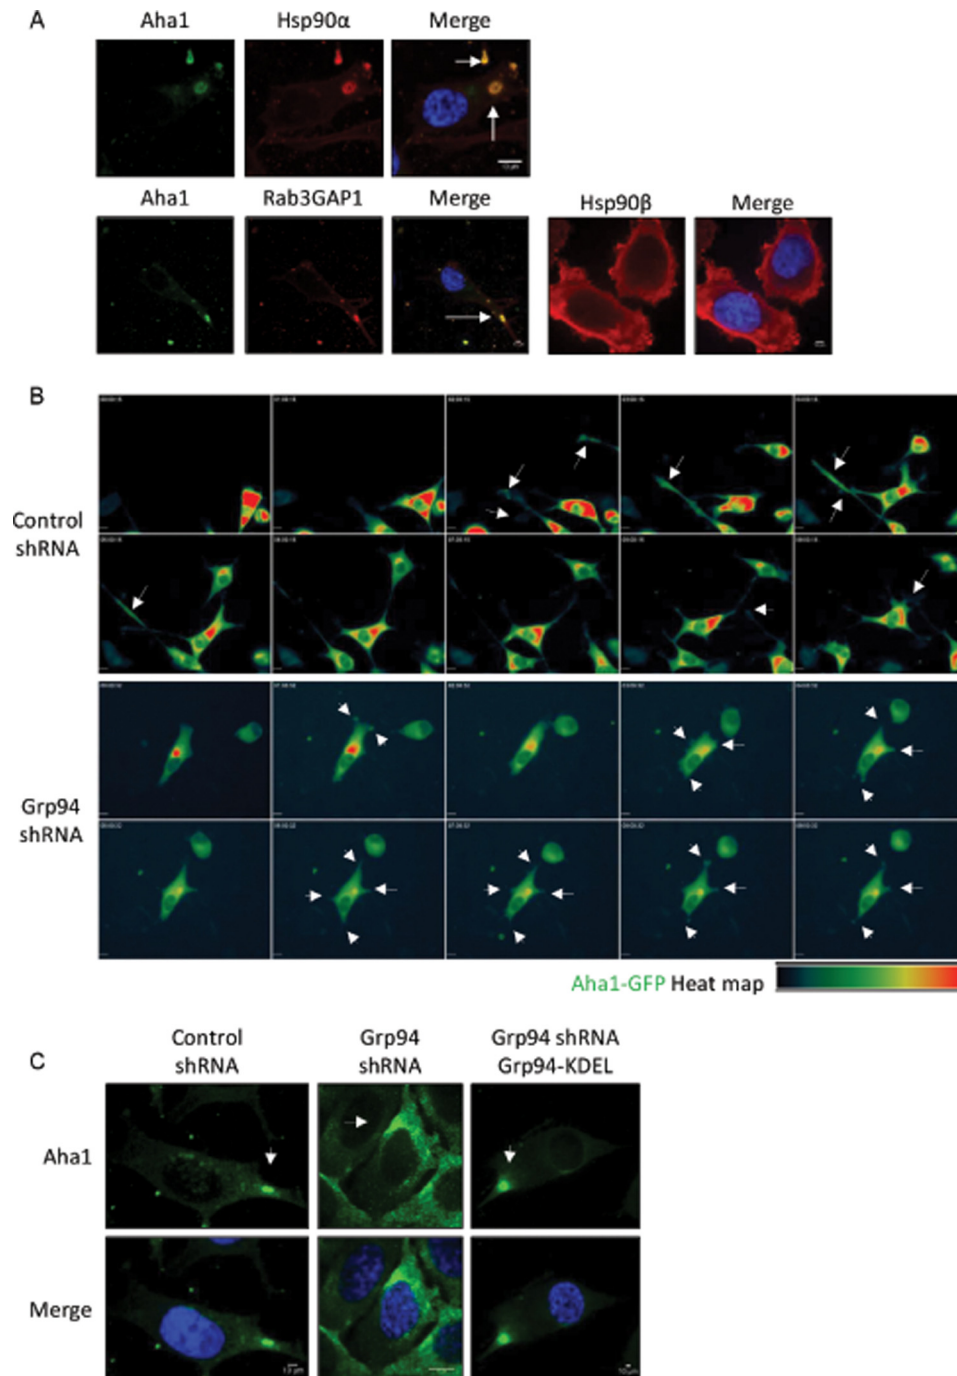 A
Aha1 Hsp90α Merge
Aha1 Rab3GAP1 Merge
Hsp90β Merge
B
Control
shRNA
Grp94
shRNA
Aha1-GFP Heat map
C
Control
shRNA
Grp94
shRNA
Grp94 shRNA
Grp94-KDEL
Aha1
Merge